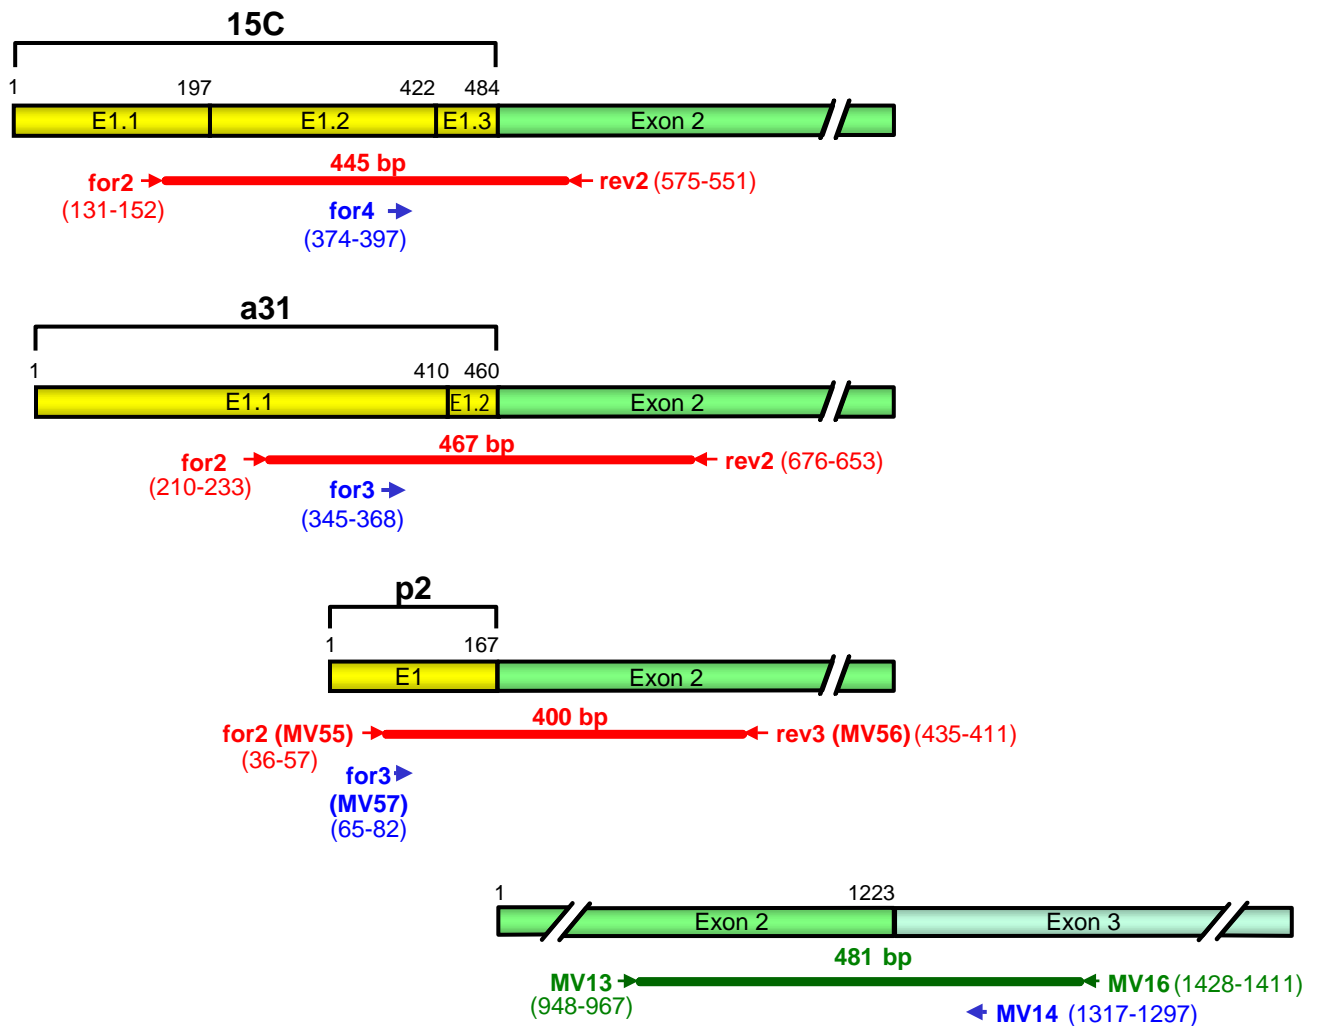 15C
1 197 422 484
E1.1 E1.2 E1.3 Exon 2
445 bp
for2 rev2 (575-551)
(131-152)
for4
(374-397)
a31
1 410 460
E1.1 E1.2 Exon 2
467 bp
for2 rev2 (676-653)
(210-233)
for3
(345-368)
p2
1 167
E1 Exon 2
400 bp
for2 (MV55) rev3 (MV56) (435-411)
(36-57)
for3
(MV57)
(65-82)
1 1223
Exon 2 Exon 3
481 bp
MV13 MV16 (1428-1411)
(948-967)
MV14 (1317-1297)